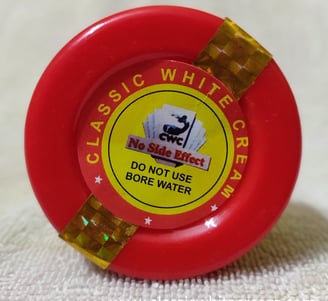 CLASSIC WHITE CREAM
CWC
No Side Effect
DO NOT USE
BORE WATER